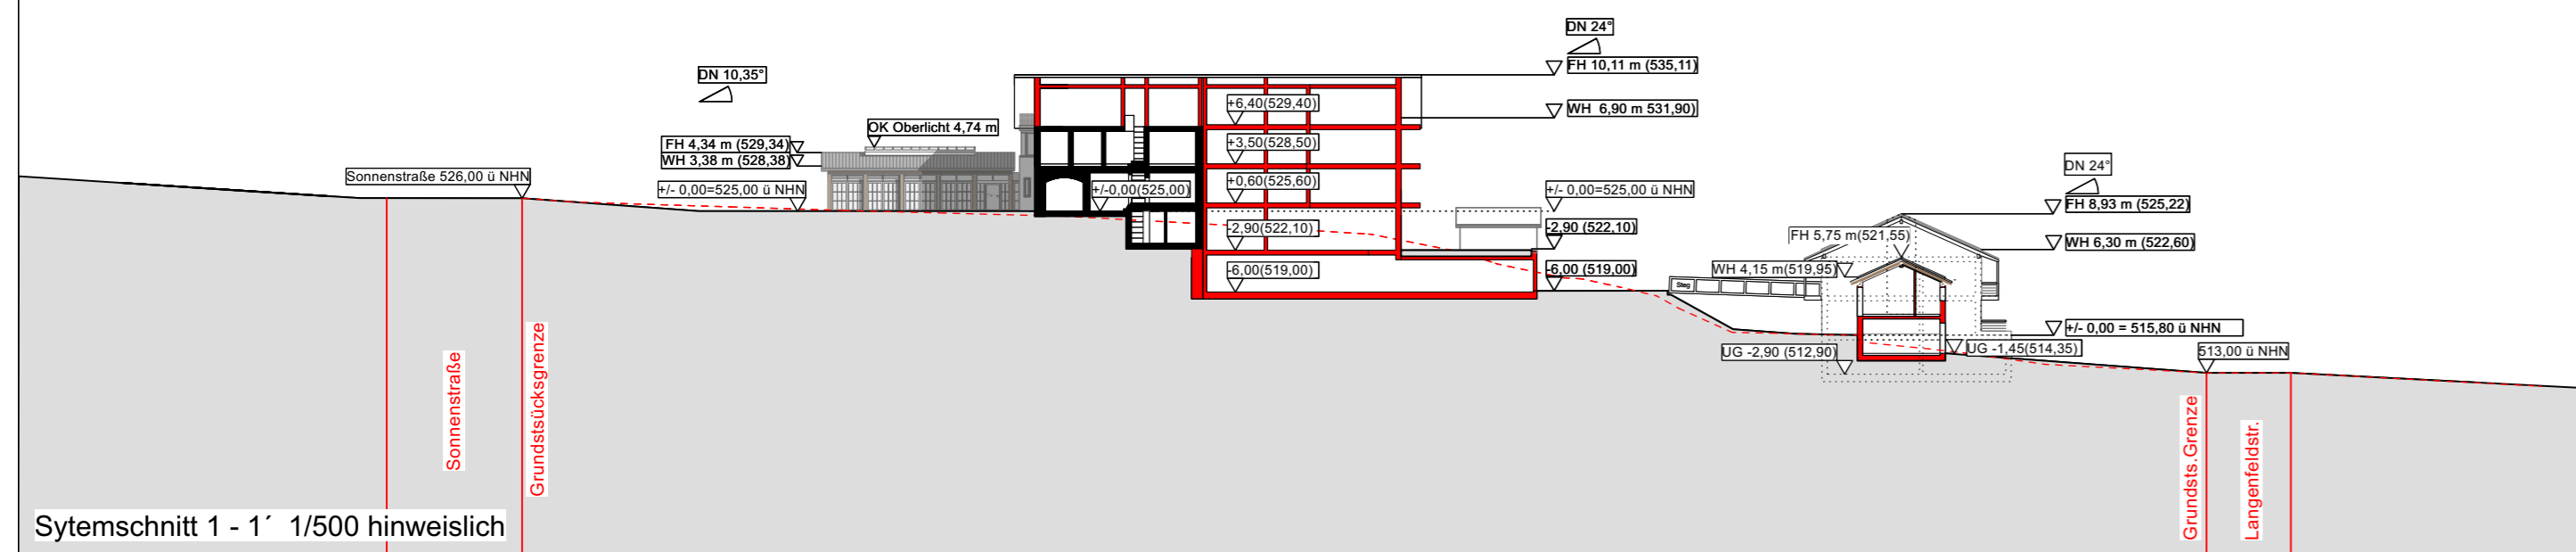 DN 24°
FH 10,11 m (535,11)
DN 10,35°
+6,40(529,40)
WH 6,90 m 531,90)
OK Oberlicht 4,74 m
FH 4,34 m (529,34)
WH 3,38 m (528,38)
+3,50(528,50)
Sonnenstraße 526,00 ü NHN
+/- 0,00=525,00 ü NHN
+/-0,00(525,00)
+0,60(525,60)
+/- 0,00=525,00 ü NHN
DN 24°
FH 8,93 m (525,22)
-2,90(522,10)
-2,90 (522,10)
FH 5,75 m(521,55)
WH 6,30 m (522,60)
-6,00(519,00)
-6,00 (519,00)
WH 4,15 m(519,95)
Steg
+/- 0,00 = 515,80 ü NHN
UG -2,90 (512,90)
UG -1,45(514,35)
513,00 ü NHN
Sonnenstraße
Grundstsücksgrenze
Grundsts.Grenze
Langenfeldstr.
Sytemschnitt 1 - 1´ 1/500 hinweislich